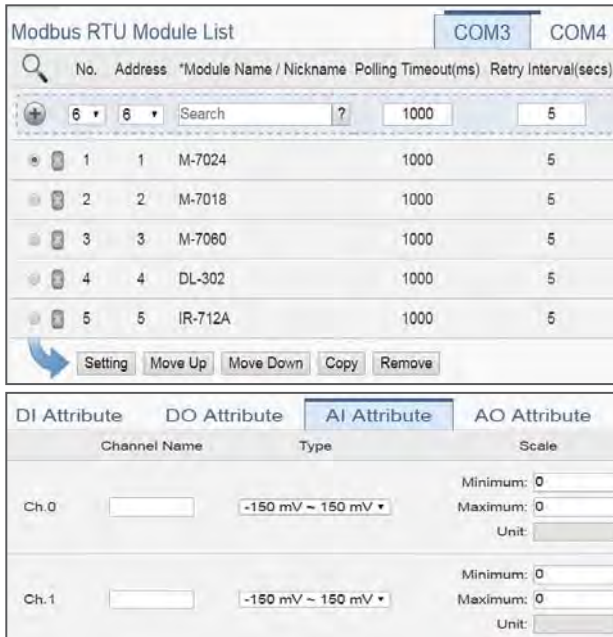 Modbus RTU Module List COM3 COM4
No. Address *Module Name / Nickname Polling Timeout(ms) Retry Interval(secs)
6 6 Search ? 1000 5
1 1 M-7024 1000 5
2 2 M-7018 1000 5
3 3 M-7060 1000 5
4 4 DL-302 1000 5
5 5 IR-712A 1000 5
Setting Move Up Move Down Copy Remove
DI Attribute DO Attribute AI Attribute AO Attribute
Channel Name Type Scale
Minimum: 0
Ch.0 -150 mV ~ 150 mV Maximum: 0
Unit:
Minimum: 0
Ch.1 -150 mV ~ 150 mV Maximum: 0
Unit: